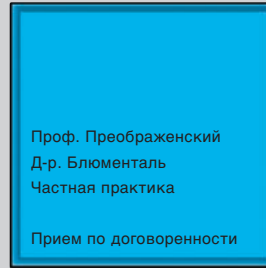 Проф. Преображенский
Д-р. Блюменталь
Частная практика
Прием по договоренности